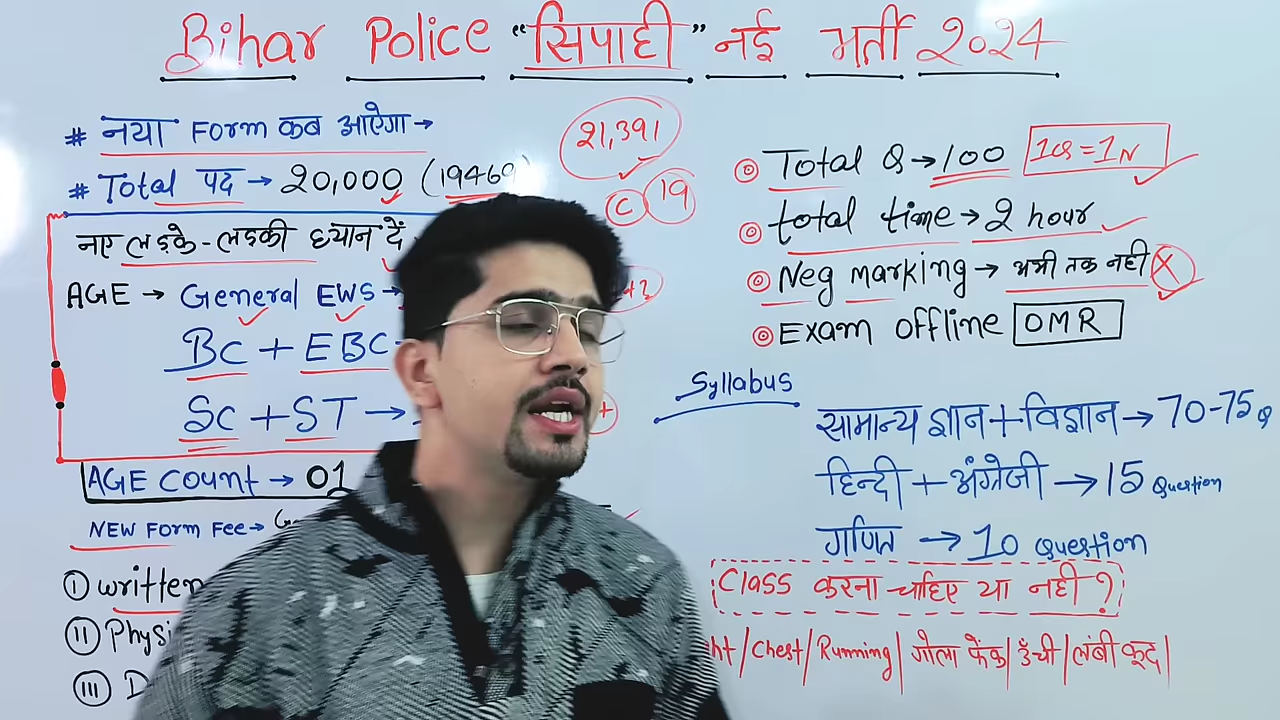 Bihar Police "सिपाही" नई भर्ती 2024
# नया Form कब आऐगा →
# Total पद → 20,000 (19460
21,391
C 19
नए लड़के - लड़की ध्यान दें
AGE → General EWS →
BC + EBC
SC + ST →
AGE Count → 01
NEW Form Fee →
I written
II Physi
III D
Total Q → 100 1Q = 1N
total time → 2 hour
Neg marking → अभी तक नही X
Exam offline OMR
Syllabus
सामान्य ज्ञान + विज्ञान → 70-75 Q
हिन्दी + अंग्रेजी → 15 Question
गणित → 10 Question
Class करना चाहिए या नही ?
ht / Chest / Running | गोला फेंक | ऊँची | लंबी कूद |